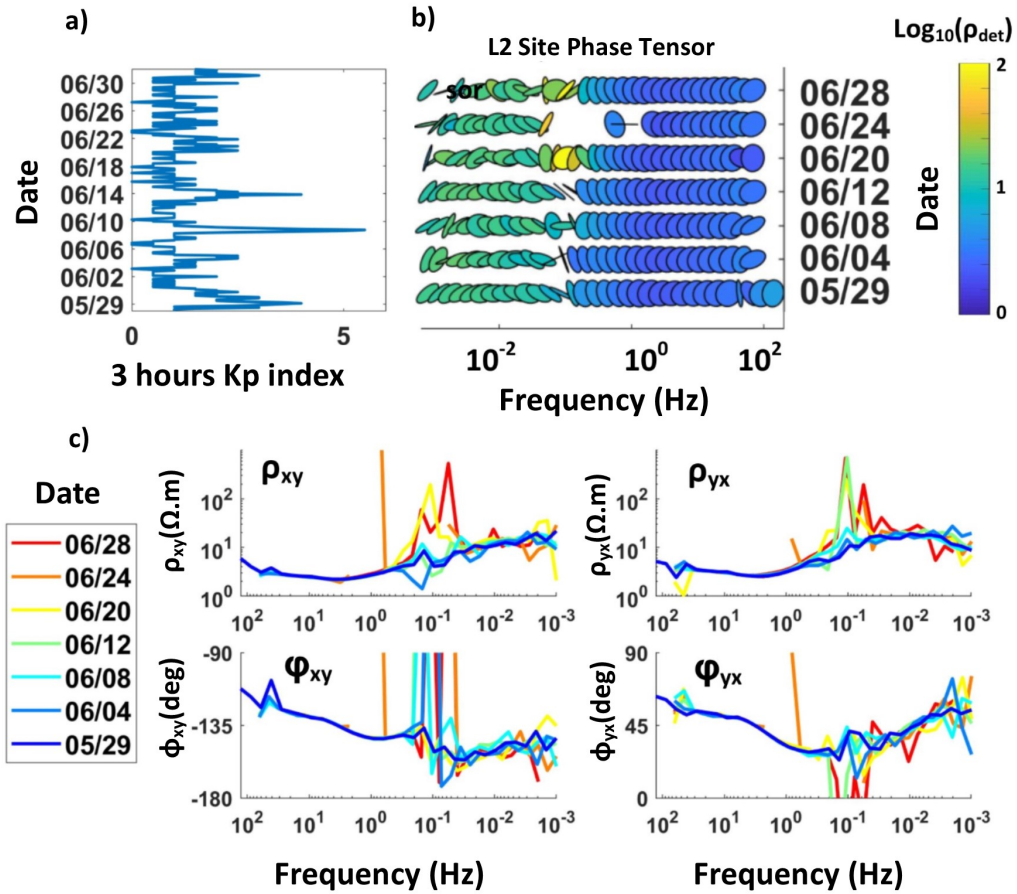 a)
06/30
06/26
06/22
06/18
06/14
06/10
06/06
06/02
05/29
Date
0 5
3 hours Kp index
b)
L2 Site Phase Tensor
sor
06/28
06/24
06/20
06/12
06/08
06/04
05/29
10⁻² 10⁰ 10²
Frequency (Hz)
Date
Log₁₀(ρdet)
2
1
0
c)
Date
06/28
06/24
06/20
06/12
06/08
06/04
05/29
ρxy
ρxy(Ω.m)
10²
10¹
10⁰
10² 10¹ 10⁰ 10⁻¹ 10⁻² 10⁻³
ρyx
ρyx(Ω.m)
10²
10¹
10⁰
10² 10¹ 10⁰ 10⁻¹ 10⁻² 10⁻³
φxy
ϕxy(deg)
-90
-135
-180
10² 10¹ 10⁰ 10⁻¹ 10⁻² 10⁻³
Frequency (Hz)
φyx
ϕyx(deg)
90
45
0
10² 10¹ 10⁰ 10⁻¹ 10⁻² 10⁻³
Frequency (Hz)